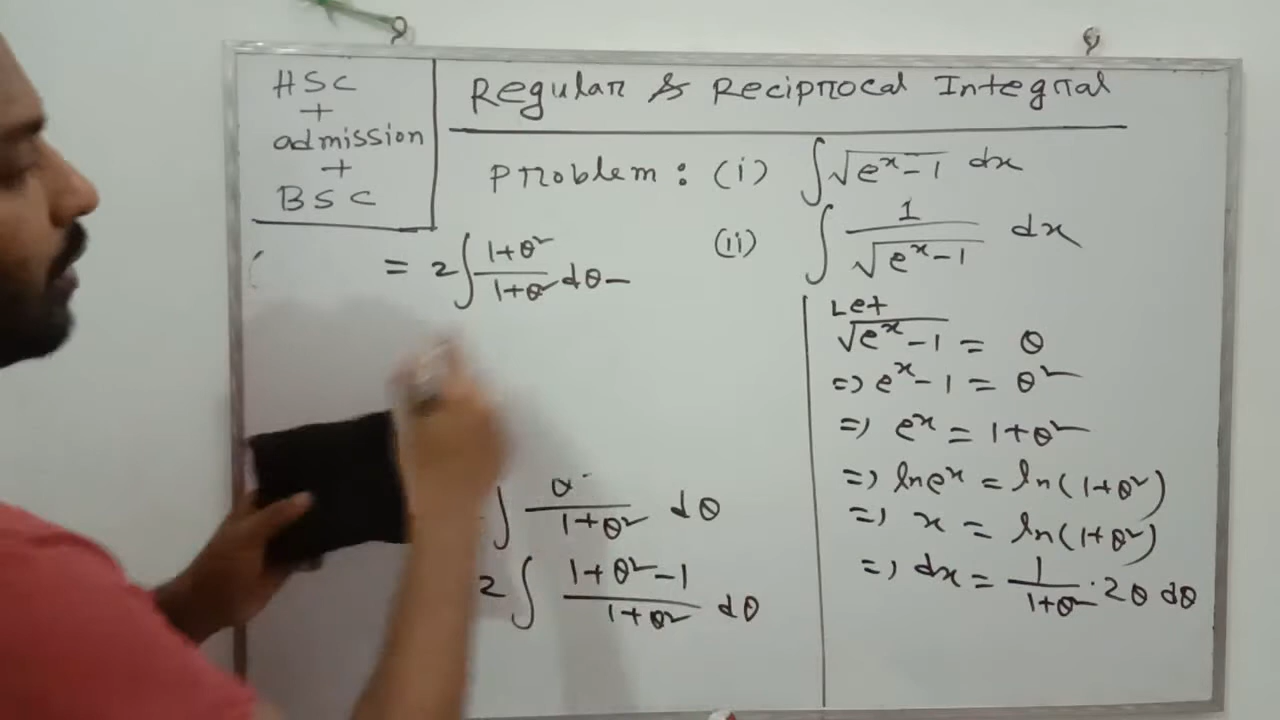 HSC
+
admission
+
BSC
Regular & Reciprocal Integral
Problem : (i) ∫√(eˣ-1) dx
(ii) ∫ 1/√(eˣ-1) dx
= 2∫ (1+θ²)/(1+θ²) dθ -
∫ θ²/(1+θ²) dθ
2∫ (1+θ²-1)/(1+θ²) dθ
Let
√(eˣ-1) = θ
=> eˣ-1 = θ²
=> eˣ = 1+θ²
=> lneˣ = ln(1+θ²)
=> x = ln(1+θ²)
=> dx = 1/(1+θ²) · 2θ dθ